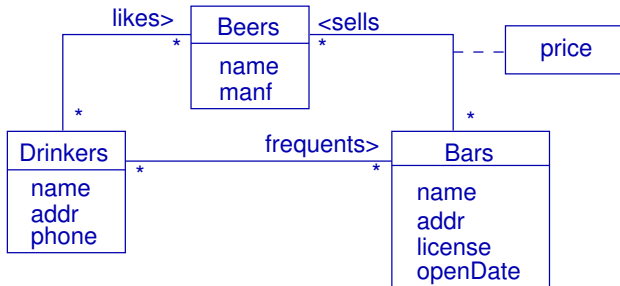 likes>
Beers
<sells
*
*
name
manf
price
*
*
Drinkers
frequents>
Bars
*
*
name
addr
phone
name
addr
license
openDate